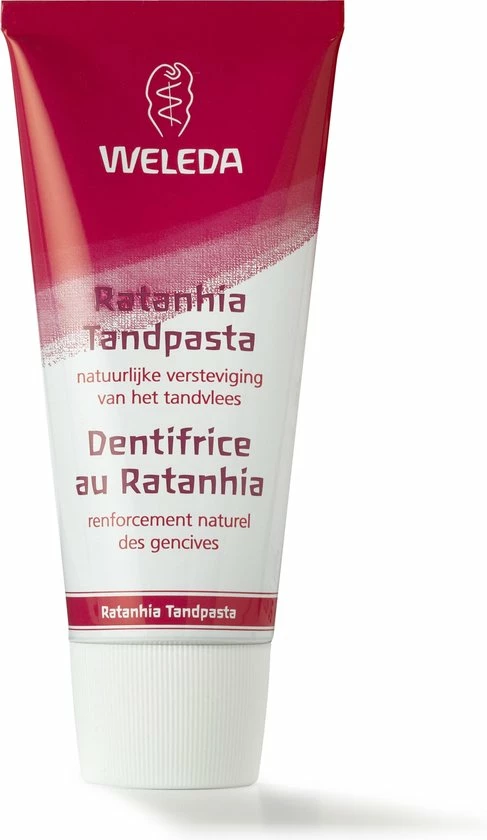 WELEDA
Ratanhia
Tandpasta
natuurlijke versteviging
van het tandvlees
Dentifrice
au Ratanhia
renforcement naturel
des gencives
Ratanhia Tandpasta